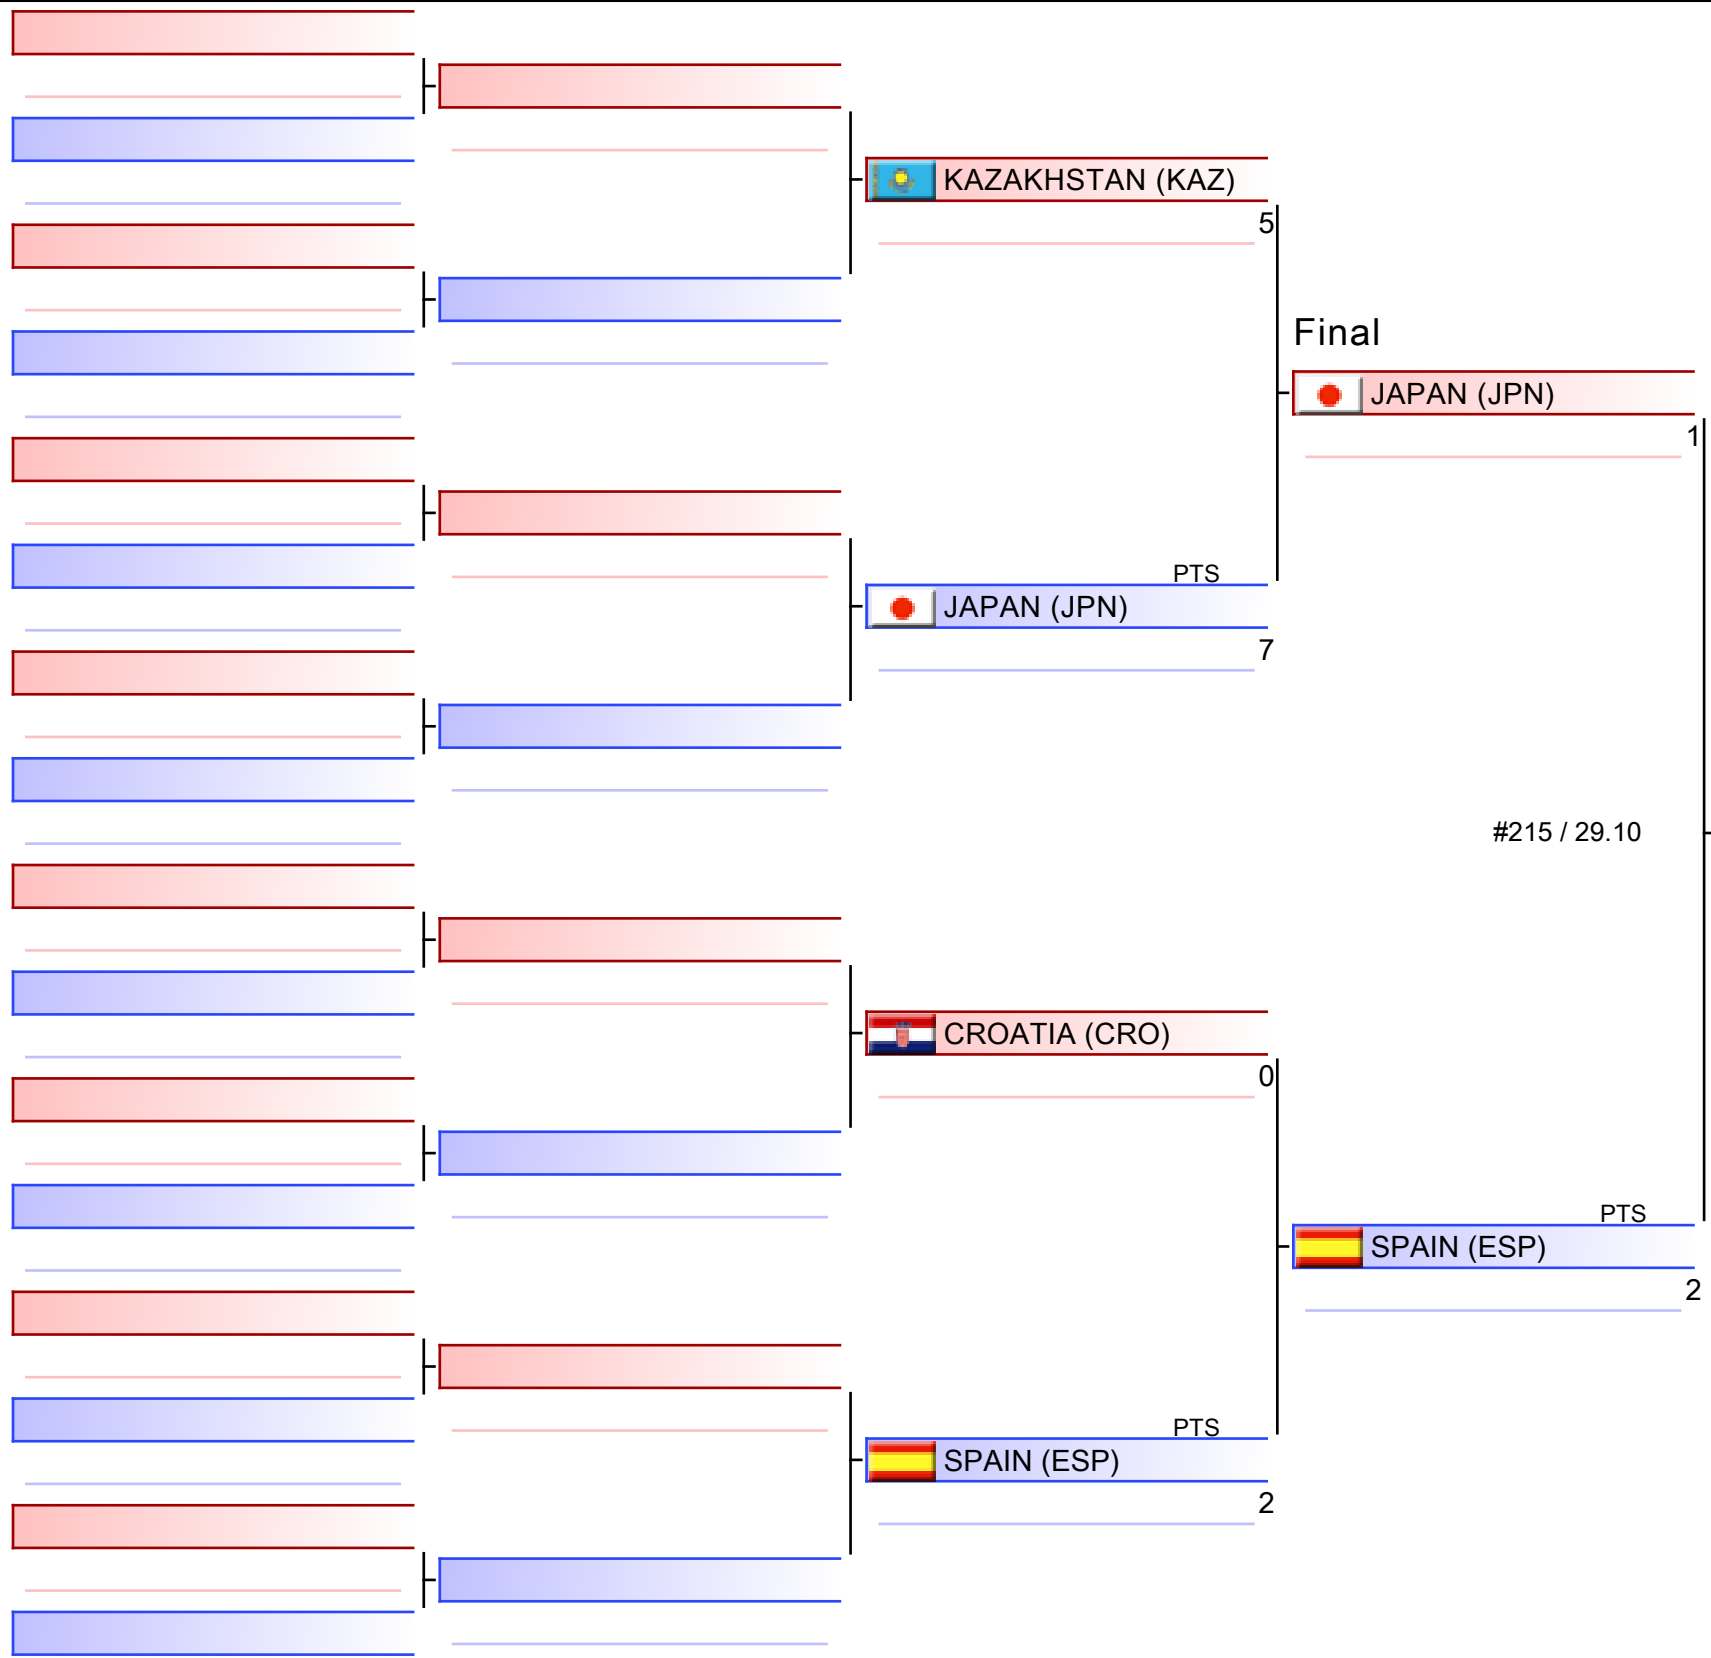 KAZAKHSTAN (KAZ)
5
Final
JAPAN (JPN)
1
PTS
JAPAN (JPN)
7
#215 / 29.10
CROATIA (CRO)
0
PTS
SPAIN (ESP)
2
PTS
SPAIN (ESP)
2